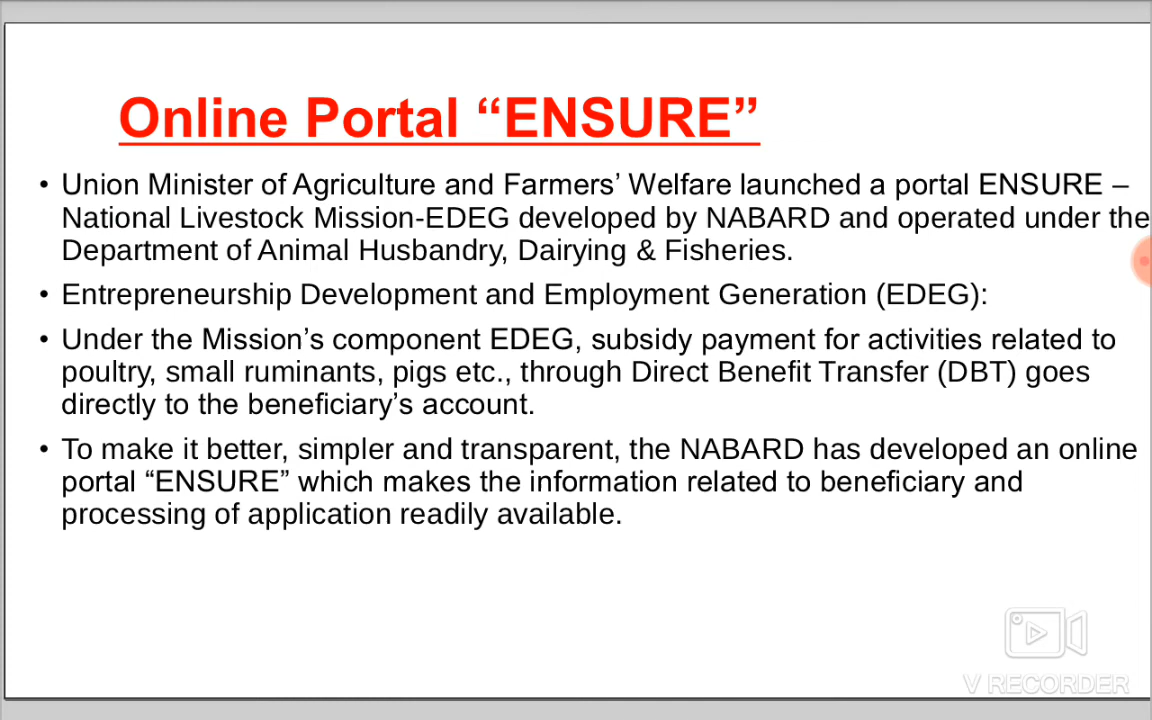 Online Portal “ENSURE”
• Union Minister of Agriculture and Farmers’ Welfare launched a portal ENSURE –
National Livestock Mission-EDEG developed by NABARD and operated under the
Department of Animal Husbandry, Dairying & Fisheries.
• Entrepreneurship Development and Employment Generation (EDEG):
• Under the Mission’s component EDEG, subsidy payment for activities related to
poultry, small ruminants, pigs etc., through Direct Benefit Transfer (DBT) goes
directly to the beneficiary’s account.
• To make it better, simpler and transparent, the NABARD has developed an online
portal “ENSURE” which makes the information related to beneficiary and
processing of application readily available.
V RECORDER